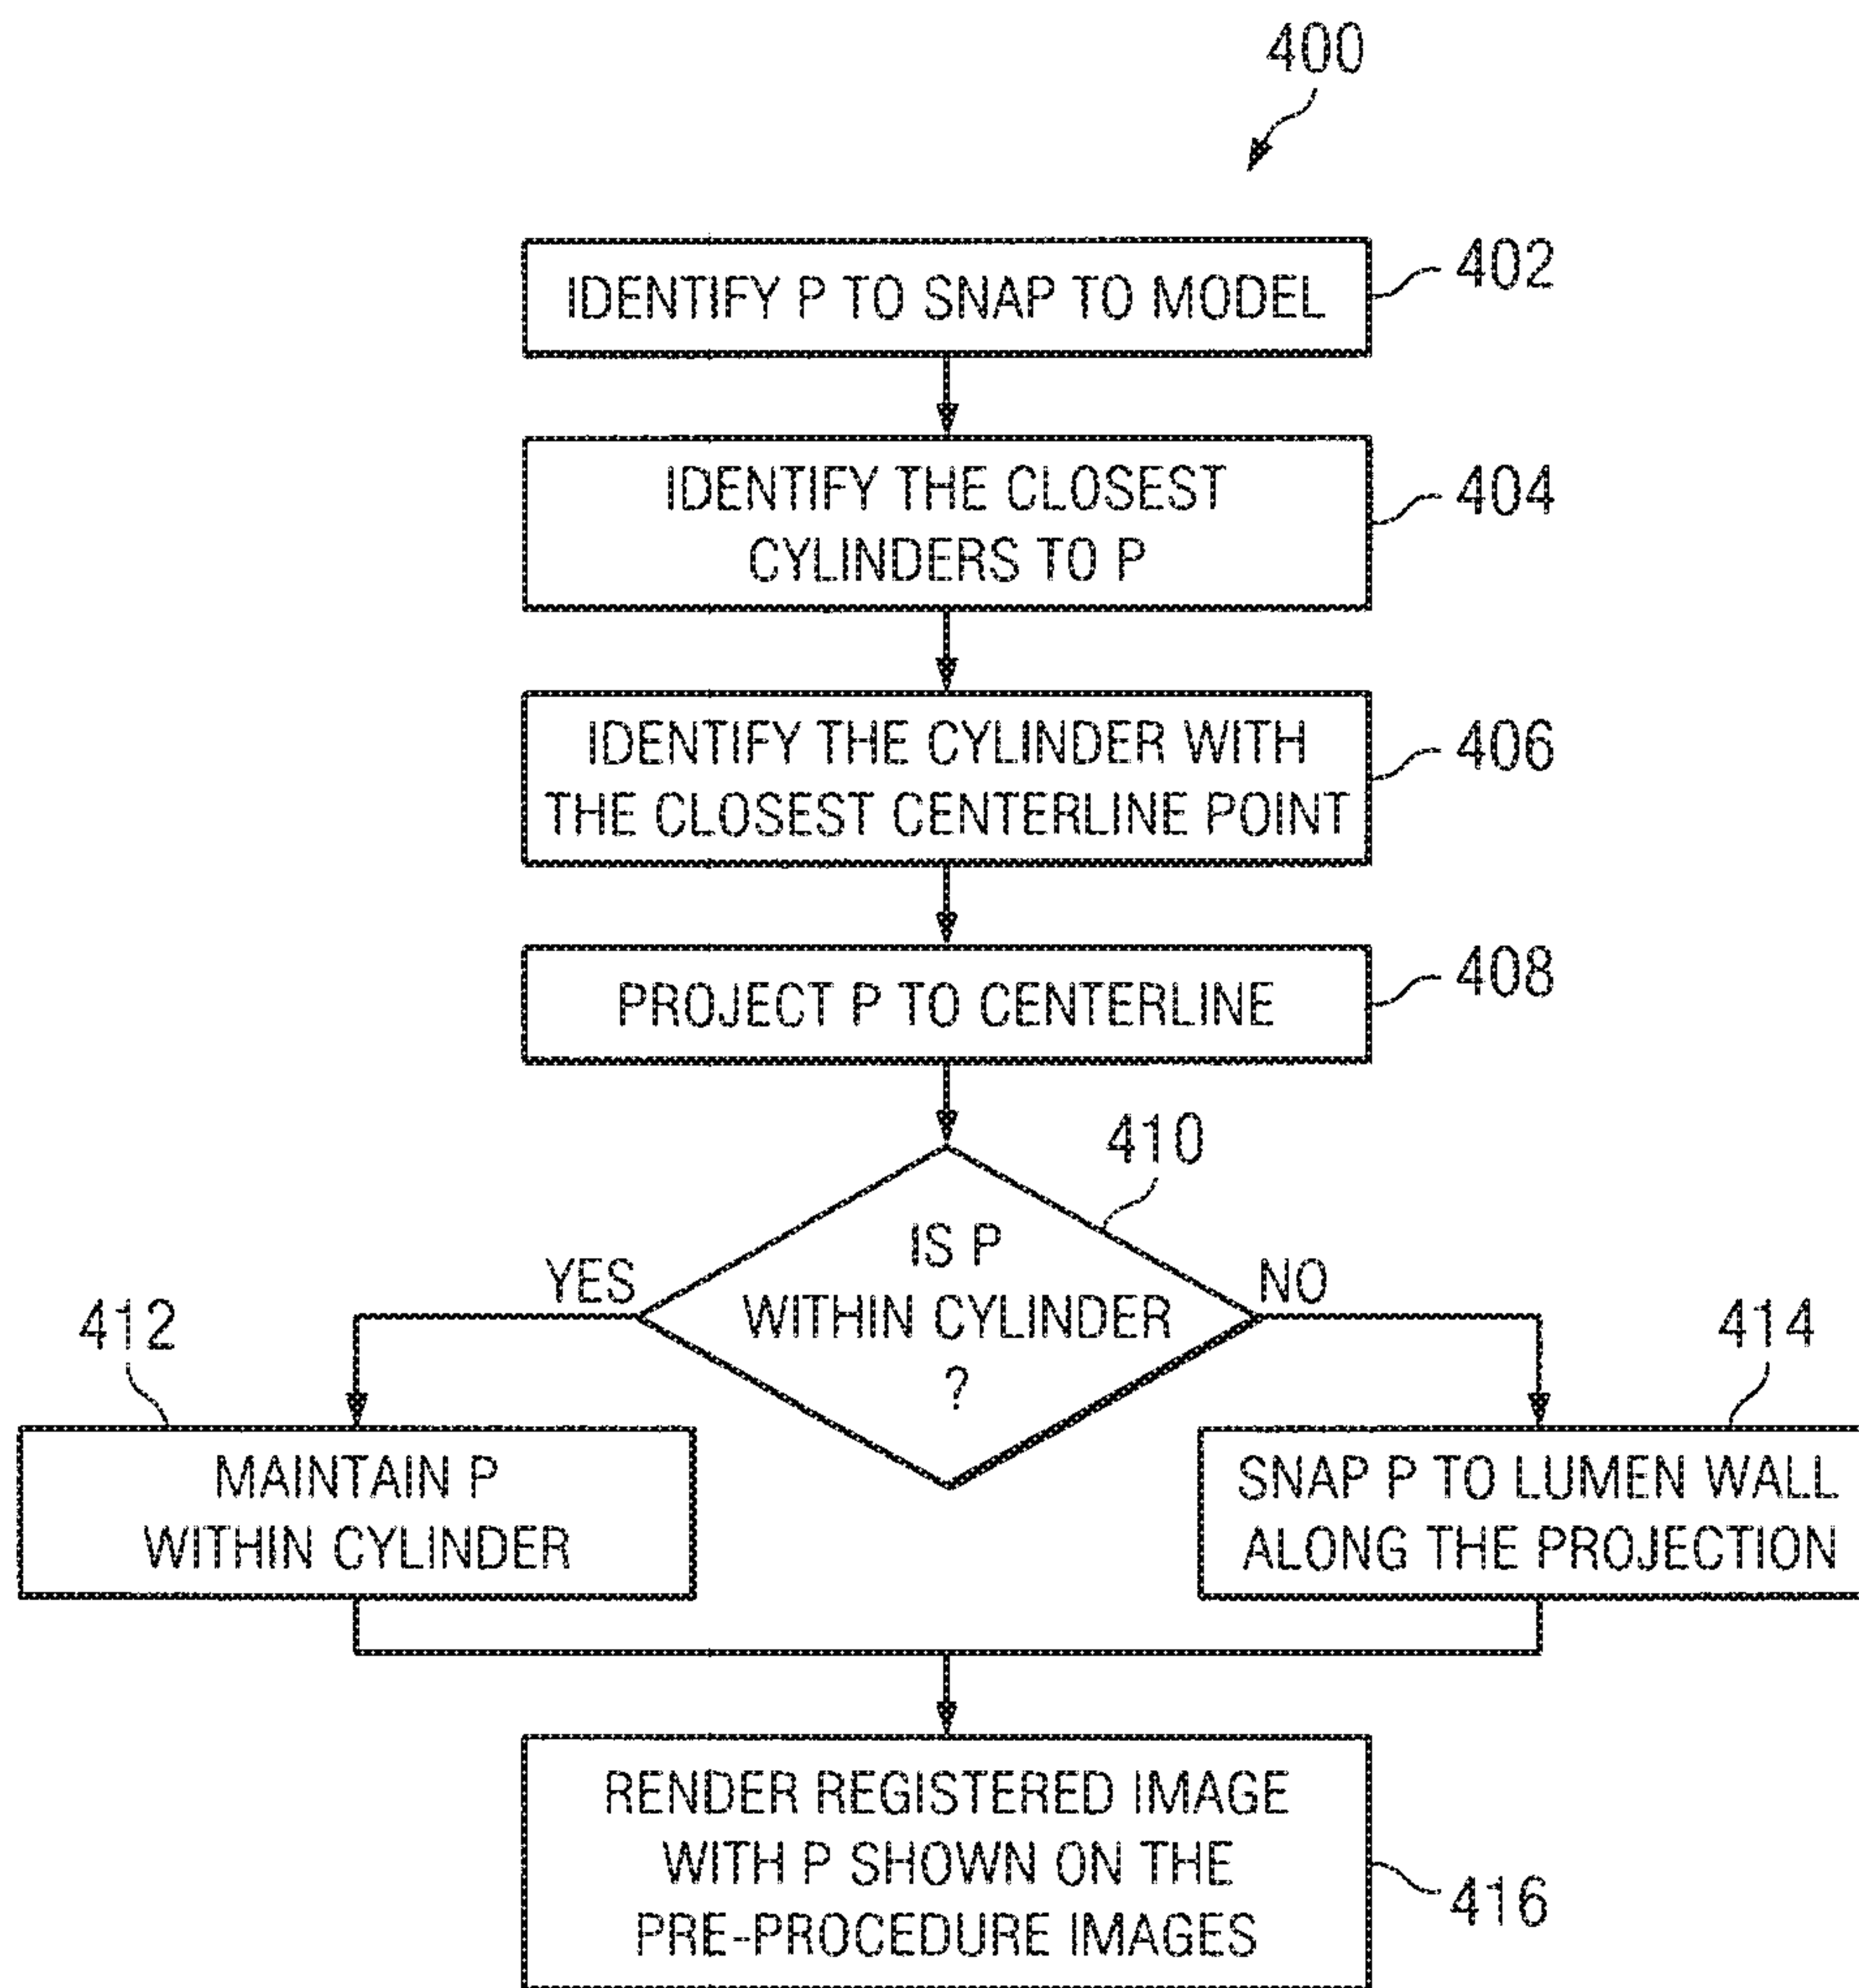 400
IDENTIFY P TO SNAP TO MODEL
402
IDENTIFY THE CLOSEST
CYLINDERS TO P
404
IDENTIFY THE CYLINDER WITH
THE CLOSEST CENTERLINE POINT
406
PROJECT P TO CENTERLINE
408
410
IS P
WITHIN CYLINDER
?
YES
NO
412
MAINTAIN P
WITHIN CYLINDER
414
SNAP P TO LUMEN WALL
ALONG THE PROJECTION
RENDER REGISTERED IMAGE
WITH P SHOWN ON THE
PRE-PROCEDURE IMAGES
416